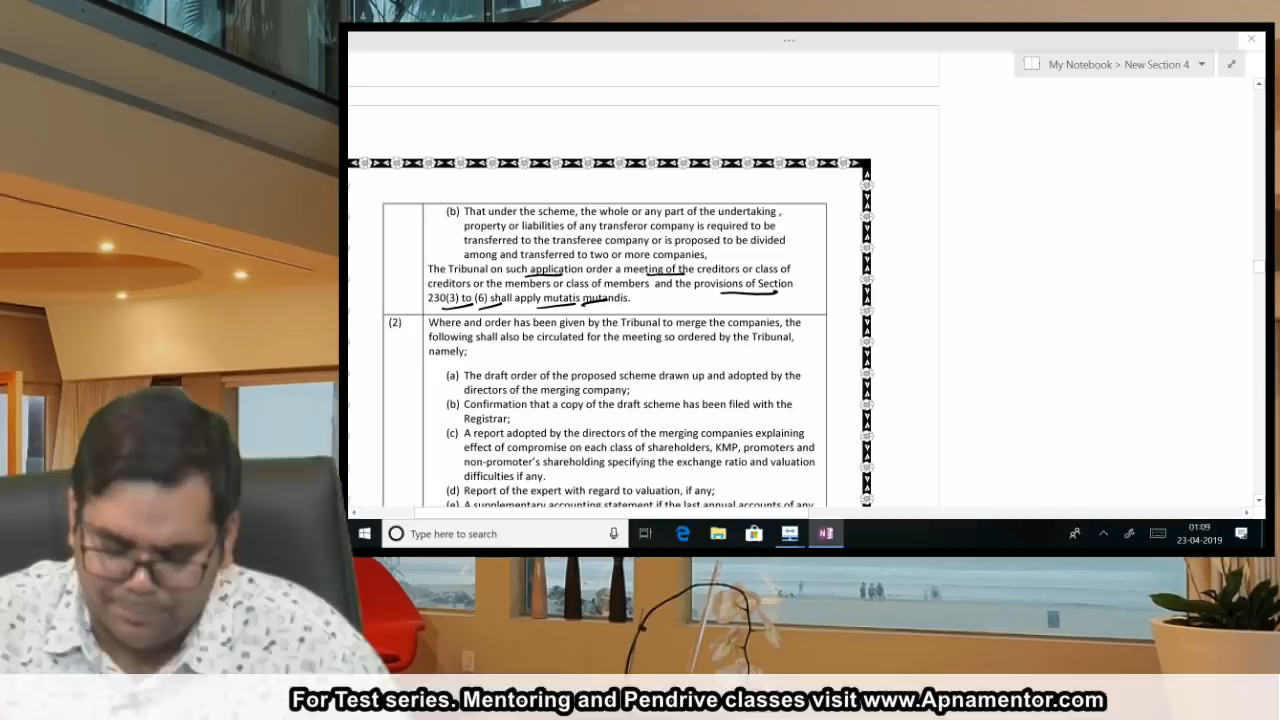 My Notebook > New Section 4
(b) That under the scheme, the whole or any part of the undertaking ,
property or liabilities of any transferor company is required to be
transferred to the transferee company or is proposed to be divided
among and transferred to two or more companies,
The Tribunal on such application order a meeting of the creditors or class of
creditors or the members or class of members and the provisions of Section
230(3) to (6) shall apply mutatis mutandis.
(2) Where and order has been given by the Tribunal to merge the companies, the
following shall also be circulated for the meeting so ordered by the Tribunal,
namely;
(a) The draft order of the proposed scheme drawn up and adopted by the
directors of the merging company;
(b) Confirmation that a copy of the draft scheme has been filed with the
Registrar;
(c) A report adopted by the directors of the merging companies explaining
effect of compromise on each class of shareholders, KMP, promoters and
non-promoter's shareholding specifying the exchange ratio and valuation
difficulties if any.
(d) Report of the expert with regard to valuation, if any;
(e) A supplementary accounting statement if the last annual accounts of any
Type here to search
01:09
23-04-2019
For Test series. Mentoring and Pendrive classes visit www.Apnamentor.com